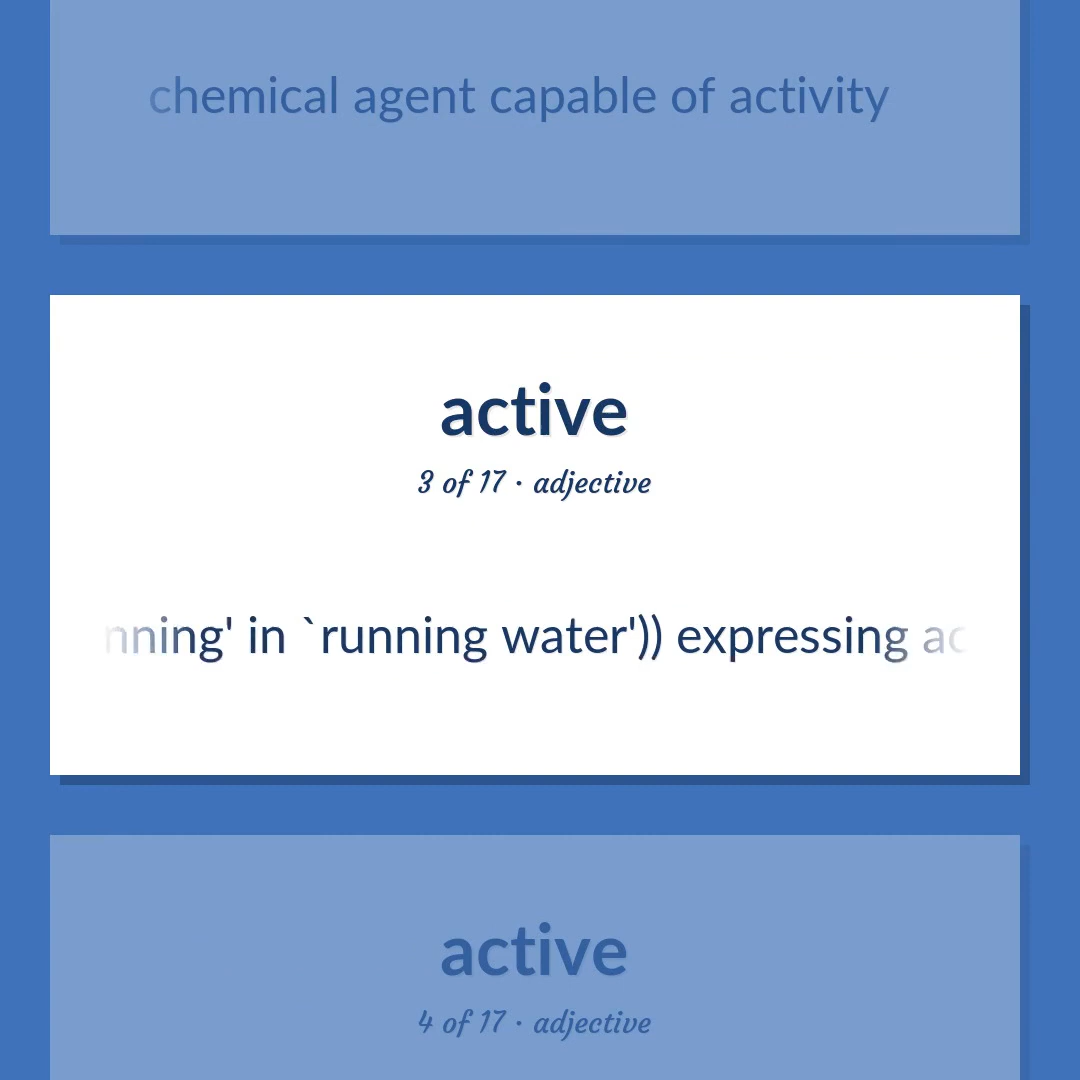 chemical agent capable of activity
active
3 of 17 · adjective
nning' in `running water')) expressing ac
active
4 of 17 · adjective